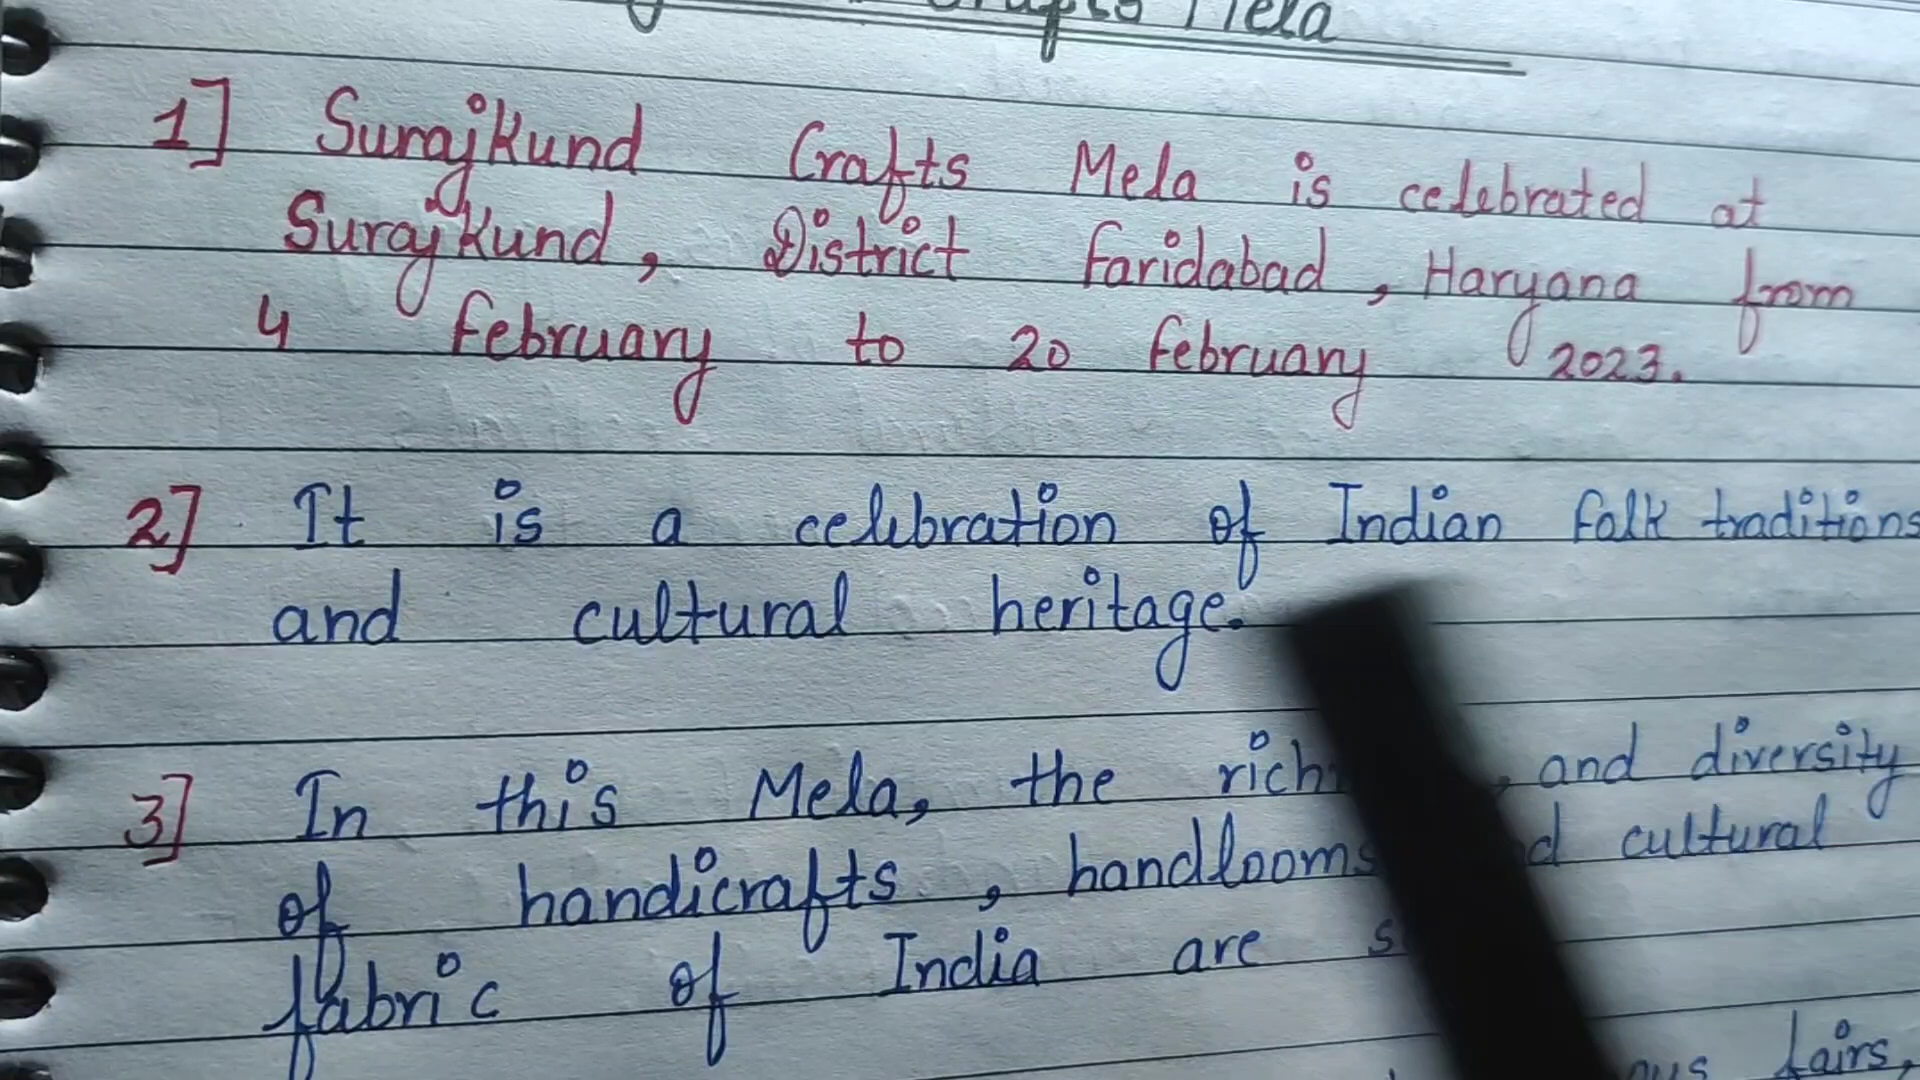 Crafts Mela
1] Surajkund Crafts Mela is celebrated at
Surajkund, District Faridabad, Haryana from
4 february to 20 february 2023.
2] It is a celebration of Indian folk traditions
and cultural heritage.
3] In this Mela, the and diversity
of handicrafts, handlooms cultural
fabric of India are
fairs,